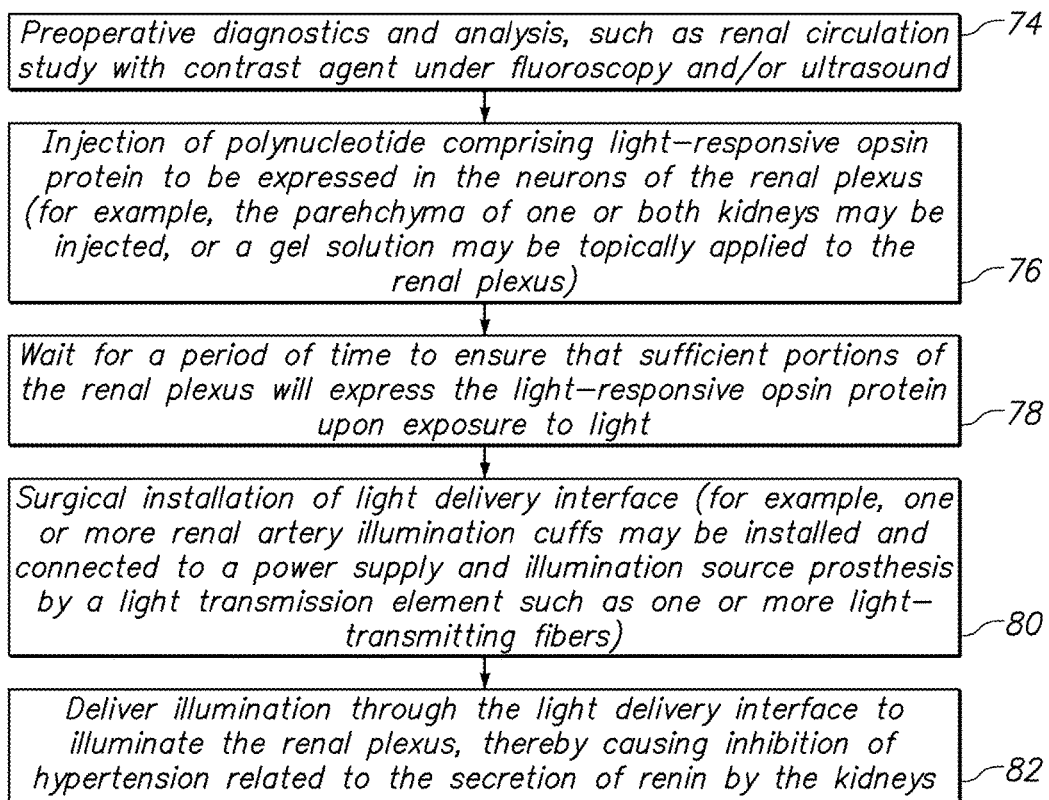 Preoperative diagnostics and analysis, such as renal circulation
study with contrast agent under fluoroscopy and/or ultrasound
74
Injection of polynucleotide comprising light-responsive opsin
protein to be expressed in the neurons of the renal plexus
(for example, the parehchyma of one or both kidneys may be
injected, or a gel solution may be topically applied to the
renal plexus)
76
Wait for a period of time to ensure that sufficient portions of
the renal plexus will express the light-responsive opsin protein
upon exposure to light
78
Surgical installation of light delivery interface (for example, one
or more renal artery illumination cuffs may be installed and
connected to a power supply and illumination source prosthesis
by a light transmission element such as one or more light-
transmitting fibers)
80
Deliver illumination through the light delivery interface to
illuminate the renal plexus, thereby causing inhibition of
hypertension related to the secretion of renin by the kidneys
82